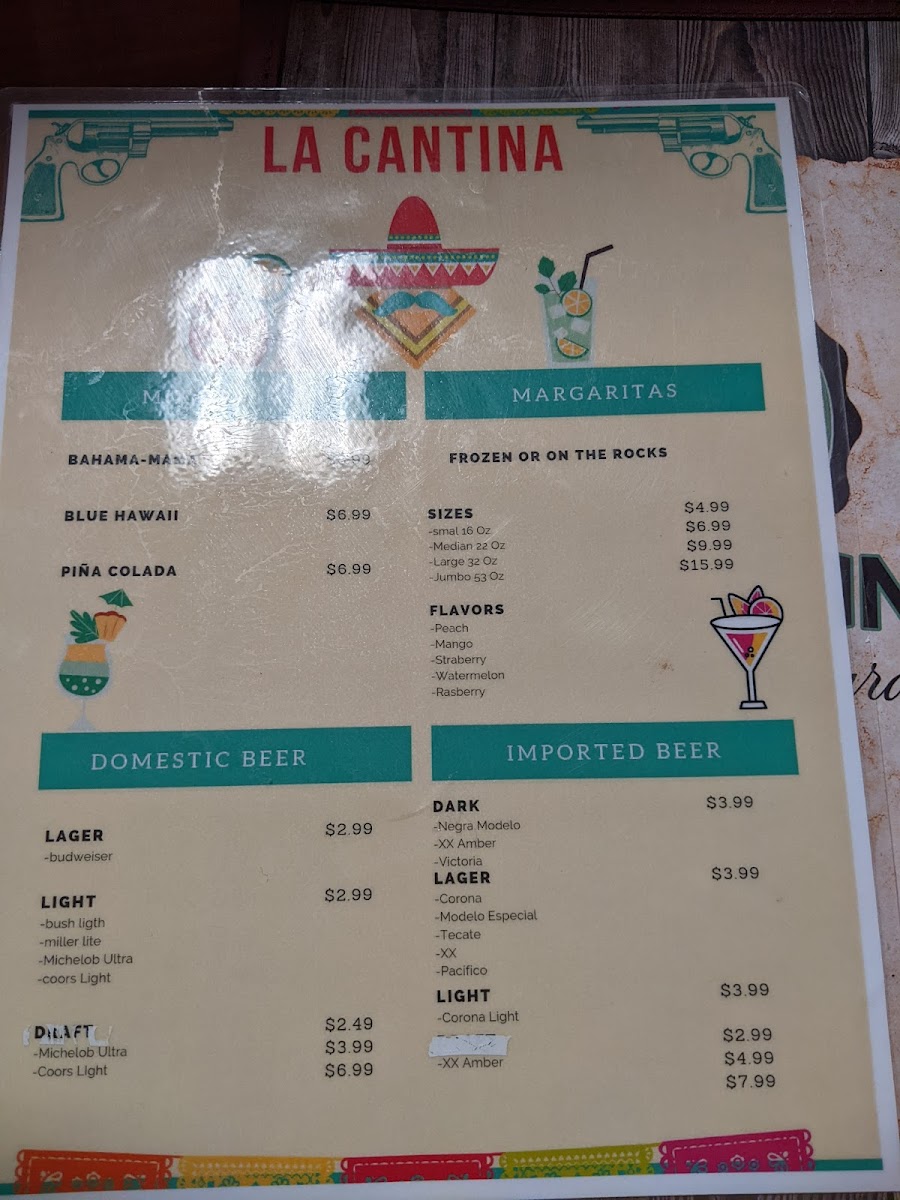 LA CANTINA
MARGARITAS
BAHAMA-MAMA
BLUE HAWAII $6.99
PIÑA COLADA $6.99
FROZEN OR ON THE ROCKS
SIZES $4.99
-smal 16 Oz $6.99
-Median 22 Oz $9.99
-Large 32 Oz $15.99
-Jumbo 53 Oz
FLAVORS
-Peach
-Mango
-Straberry
-Watermelon
-Rasberry
DOMESTIC BEER
LAGER $2.99
-budweiser
LIGHT $2.99
-bush ligth
-miller lite
-Michelob Ultra
-coors Light
DRAFT $2.49
-Michelob Ultra $3.99
-Coors LIght $6.99
IMPORTED BEER
DARK $3.99
-Negra Modelo
-XX Amber
-Victoria
LAGER $3.99
-Corona
-Modelo Especial
-Tecate
-XX
-Pacifico
LIGHT $3.99
-Corona Light
$2.99
-XX Amber $4.99
$7.99